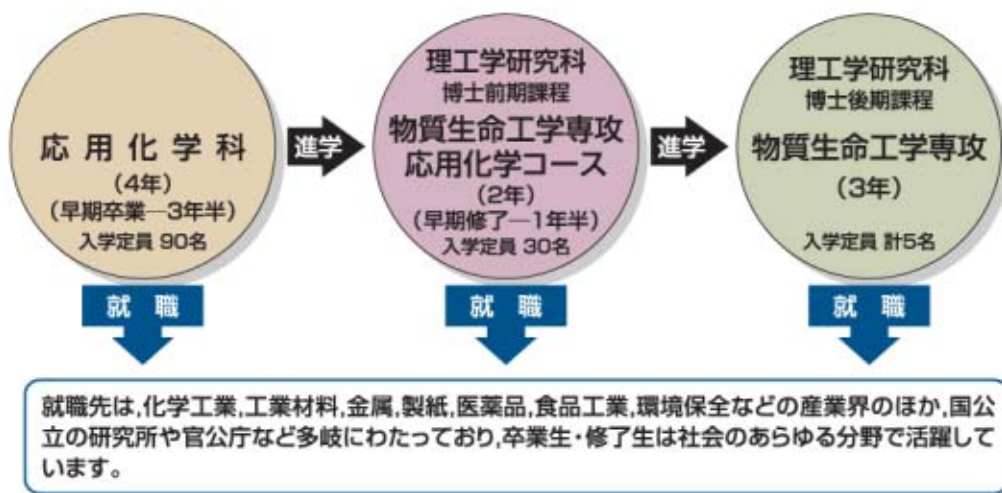 応用化学科
(4年)
(早期卒業―3年半)
入学定員 90名
進学
理工学研究科
博士前期課程
物質生命工学専攻
応用化学コース
(2年)
(早期修了―1年半)
入学定員 30名
進学
理工学研究科
博士後期課程
物質生命工学専攻
(3年)
入学定員 計5名
就職
就職
就職
就職先は,化学工業,工業材料,金属,製紙,医薬品,食品工業,環境保全などの産業界のほか,国公
立の研究所や官公庁など多岐にわたっており,卒業生・修了生は社会のあらゆる分野で活躍して
います。